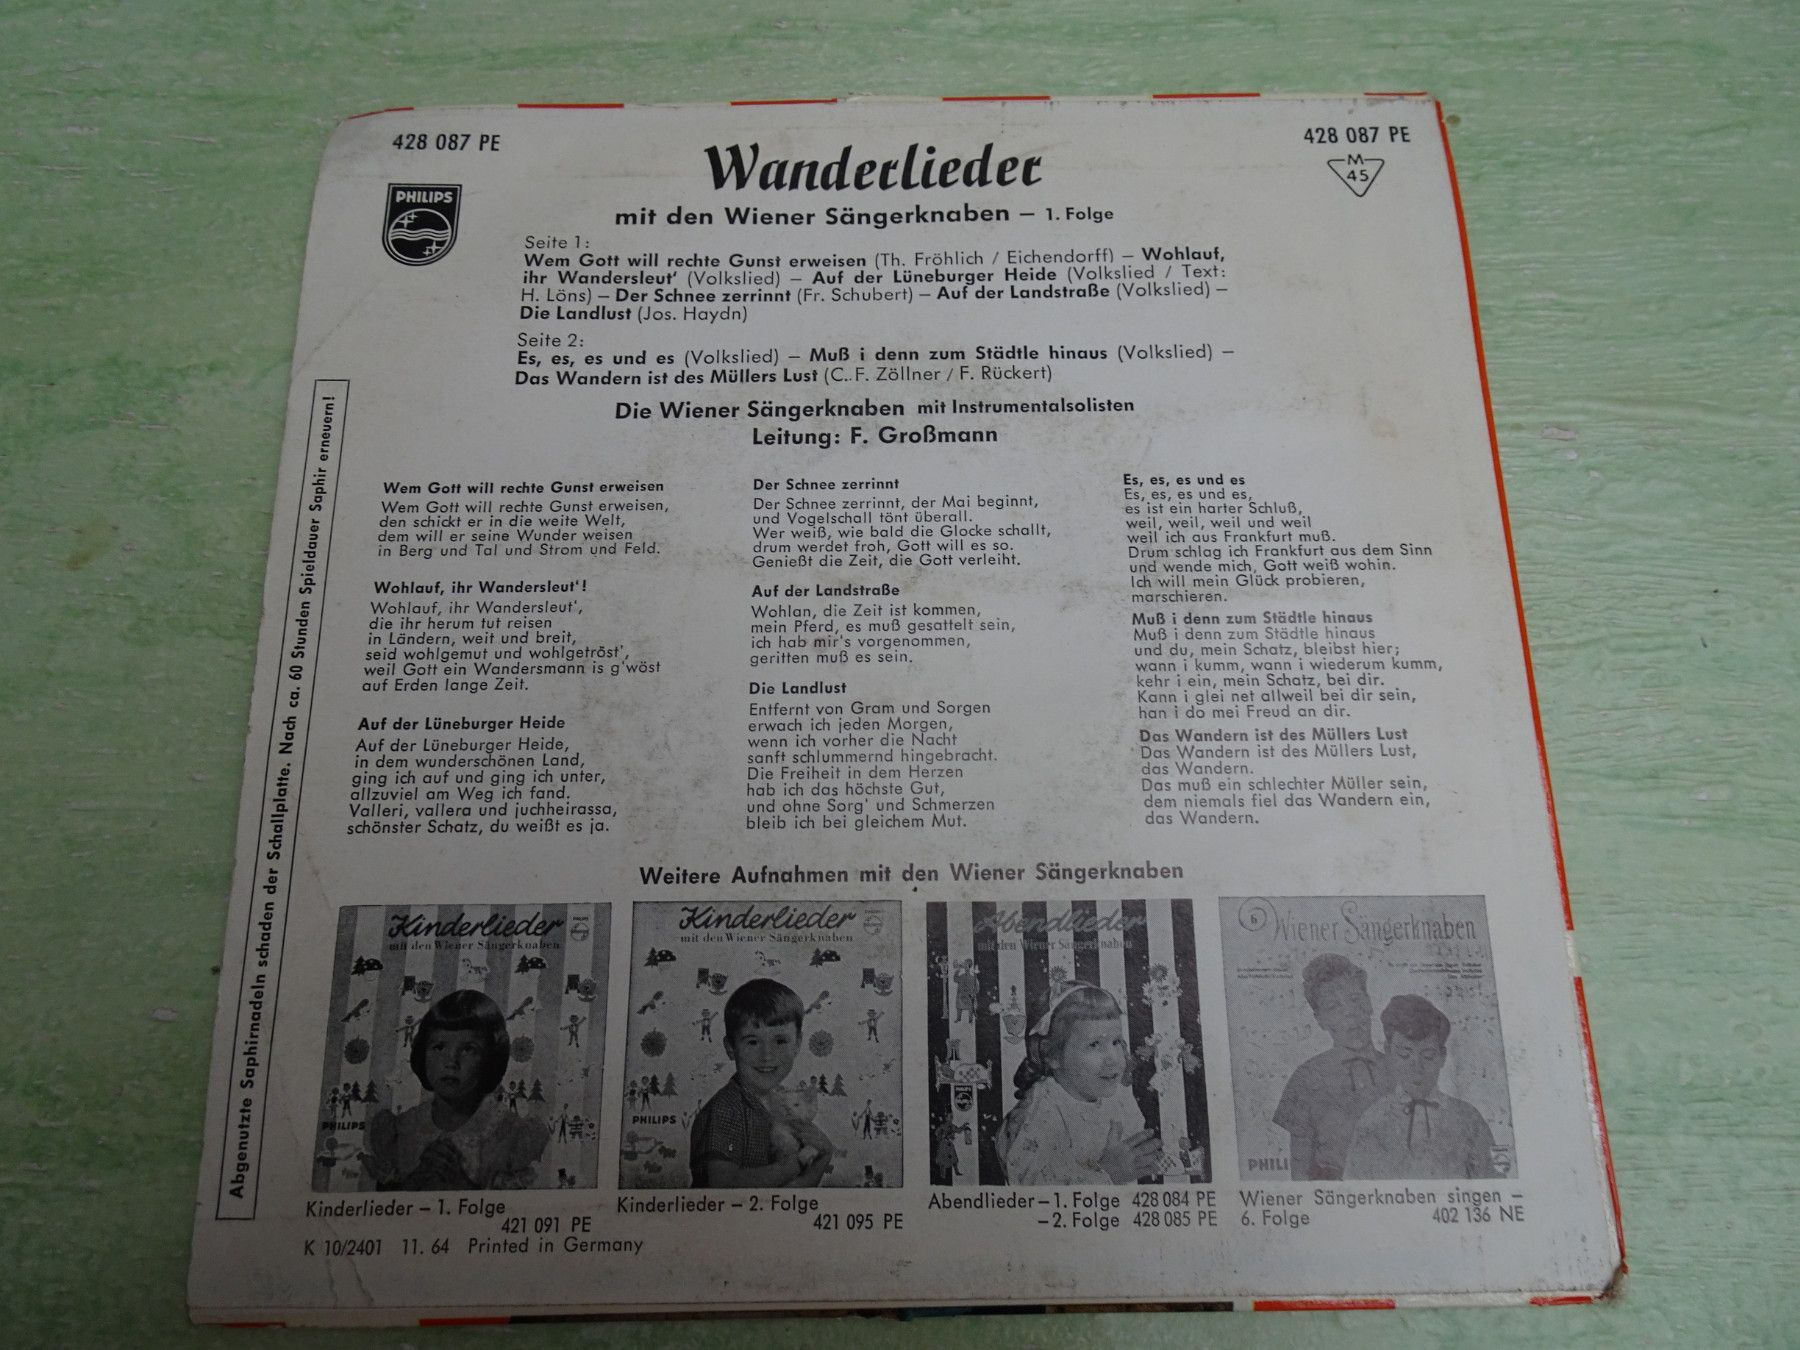 428 087 PE
428 087 PE
M
45
PHILIPS
Wanderlieder
mit den Wiener Sängerknaben – 1. Folge
Seite 1:
Wem Gott will rechte Gunst erweisen (Th. Fröhlich / Eichendorff) – Wohlauf,
ihr Wandersleut' (Volkslied) – Auf der Lüneburger Heide (Volkslied / Text:
H. Löns) – Der Schnee zerrinnt (Fr. Schubert) – Auf der Landstraße (Volkslied) –
Die Landlust (Jos. Haydn)
Seite 2:
Es, es, es und es (Volkslied) – Muß i denn zum Städtle hinaus (Volkslied) –
Das Wandern ist des Müllers Lust (C. F. Zöllner / F. Rückert)
Die Wiener Sängerknaben mit Instrumentalsolisten
Leitung: F. Großmann
Abgenutzte Saphirnadeln schaden der Schallplatte. Nach ca. 60 Stunden Spieldauer Saphir erneuern!
Wem Gott will rechte Gunst erweisen
Wem Gott will rechte Gunst erweisen,
den schickt er in die weite Welt,
dem will er seine Wunder weisen
in Berg und Tal und Strom und Feld.
Wohlauf, ihr Wandersleut'!
Wohlauf, ihr Wandersleut',
die ihr herum tut reisen
in Ländern, weit und breit,
seid wohlgemut und wohlgetröst',
weil Gott ein Wandersmann is g'wöst
auf Erden lange Zeit.
Auf der Lüneburger Heide
Auf der Lüneburger Heide,
in dem wunderschönen Land,
ging ich auf und ging ich unter,
allzuviel am Weg ich fand.
Valleri, vallera und juchheirassa,
schönster Schatz, du weißt es ja.
Der Schnee zerrinnt
Der Schnee zerrinnt, der Mai beginnt,
und Vogelschall tönt überall.
Wer weiß, wie bald die Glocke schallt,
drum werdet froh, Gott will es so.
Genießt die Zeit, die Gott verleiht.
Auf der Landstraße
Wohlan, die Zeit ist kommen,
mein Pferd, es muß gesattelt sein,
ich hab mir's vorgenommen,
geritten muß es sein.
Die Landlust
Entfernt von Gram und Sorgen
erwach ich jeden Morgen,
wenn ich vorher die Nacht
sanft schlummernd hingebracht.
Die Freiheit in dem Herzen
hab ich das höchste Gut,
und ohne Sorg' und Schmerzen
bleib ich bei gleichem Mut.
Es, es, es und es
Es, es, es und es,
es ist ein harter Schluß,
weil, weil, weil und weil
weil ich aus Frankfurt muß.
Drum schlag ich Frankfurt aus dem Sinn
und wende mich, Gott weiß wohin.
Ich will mein Glück probieren,
marschieren.
Muß i denn zum Städtle hinaus
Muß i denn zum Städtle hinaus
und du, mein Schatz, bleibst hier;
wann i kumm, wann i wiederum kumm,
kehr i ein, mein Schatz, bei dir.
Kann i glei net allweil bei dir sein,
han i do mei Freud an dir.
Das Wandern ist des Müllers Lust
Das Wandern ist des Müllers Lust,
das Wandern.
Das muß ein schlechter Müller sein,
dem niemals fiel das Wandern ein,
das Wandern.
Weitere Aufnahmen mit den Wiener Sängerknaben
Kinderlieder
mit den Wiener Sängerknaben
PHILIPS
Kinderlieder
mit den Wiener Sängerknaben
PHILIPS
Abendlieder
mit den Wiener Sängerknaben
PHILIPS
6
Wiener Sängerknaben
PHILI
Kinderlieder – 1. Folge
421 091 PE
Kinderlieder – 2. Folge
421 095 PE
Abendlieder – 1. Folge 428 084 PE
– 2. Folge 428 085 PE
Wiener Sängerknaben singen –
6. Folge 402 136 NE
K 10/2401 11. 64 Printed in Germany